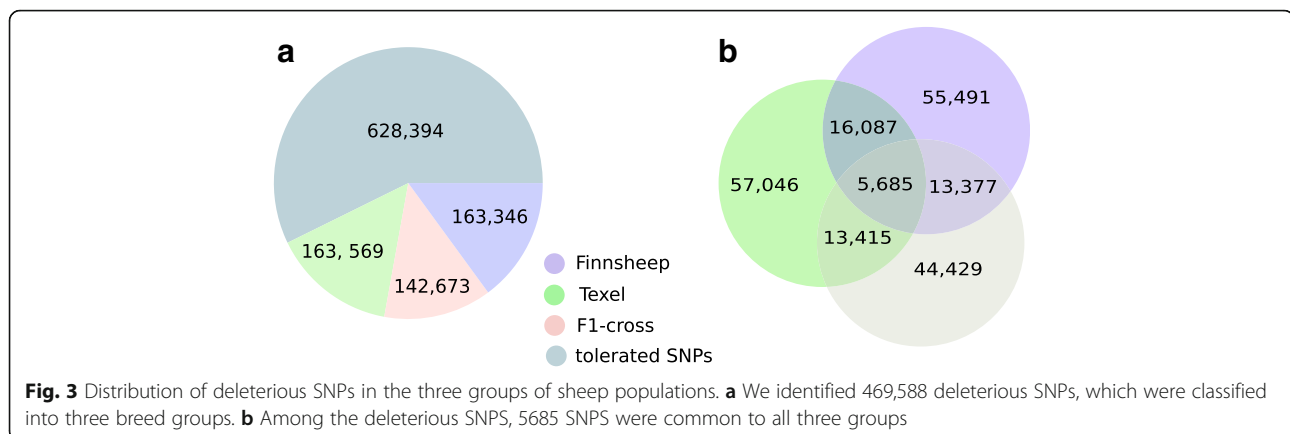 a
628,394
163,346
163, 569
142,673
Finnsheep
Texel
F1-cross
tolerated SNPs
b
55,491
16,087
57,046
5,685
13,377
13,415
44,429
Fig. 3 Distribution of deleterious SNPs in the three groups of sheep populations. a We identified 469,588 deleterious SNPs, which were classified
into three breed groups. b Among the deleterious SNPS, 5685 SNPS were common to all three groups